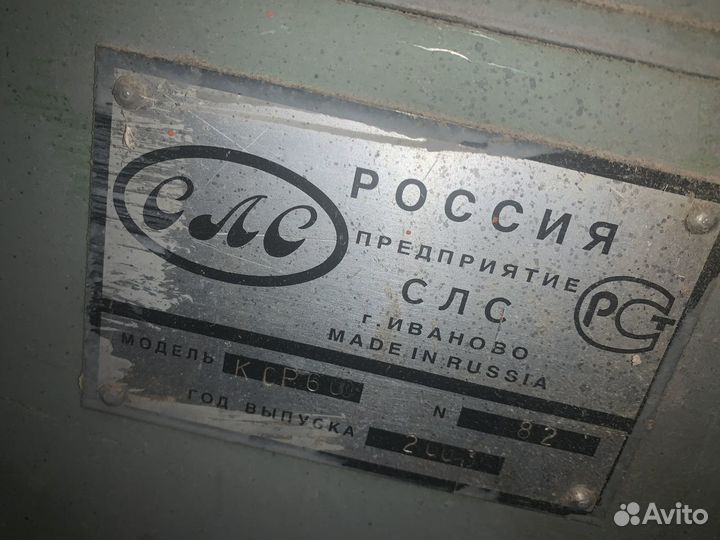 СЛС
РОССИЯ
ПРЕДПРИЯТИЕ
СЛС
г. ИВАНОВО
MADE IN RUSSIA
РСТ
МОДЕЛЬ
N 82
ГОД ВЫПУСКА
Avito